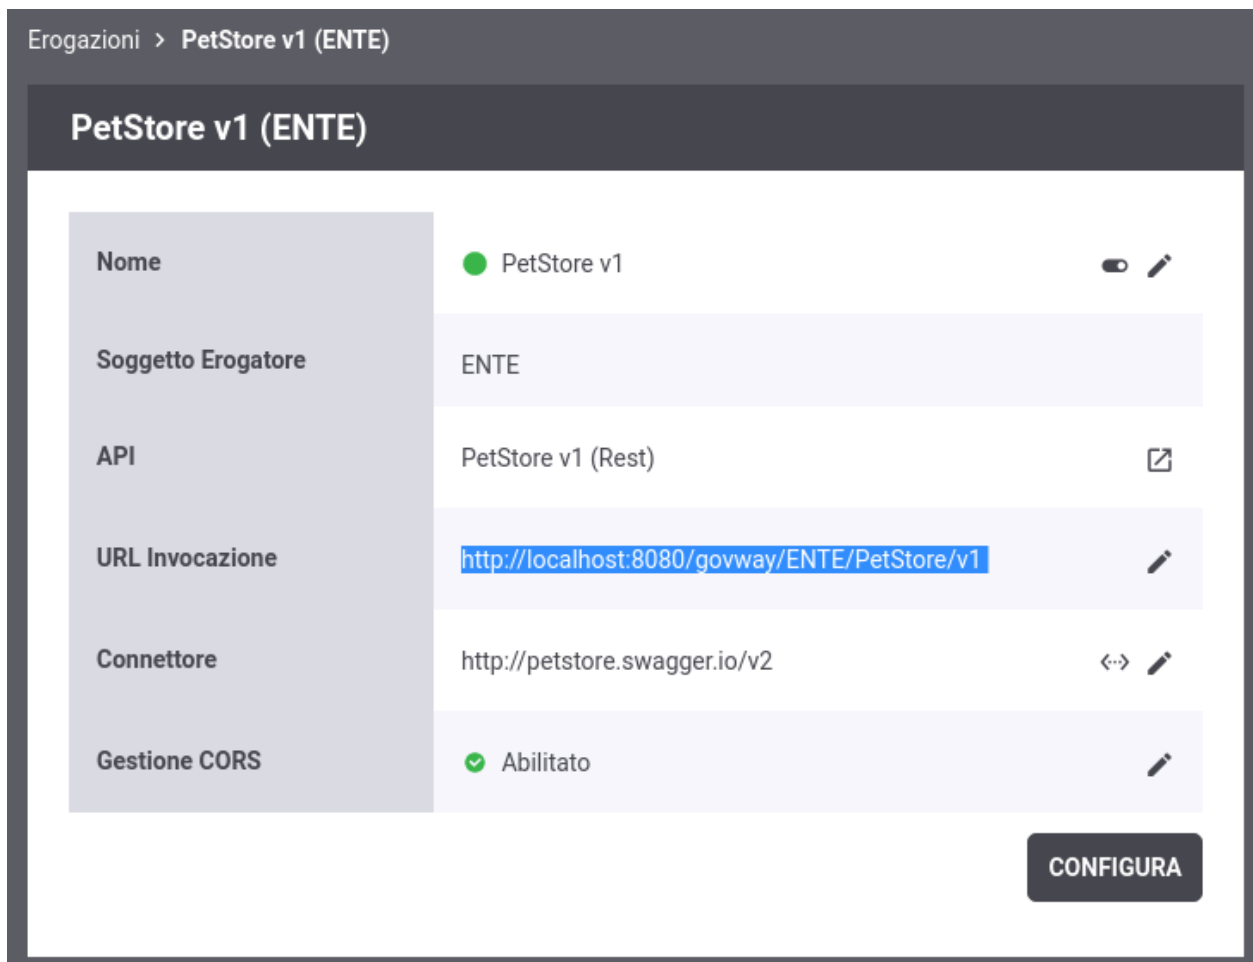 Erogazioni > PetStore v1 (ENTE)
PetStore v1 (ENTE)
Nome PetStore v1
Soggetto Erogatore ENTE
API PetStore v1 (Rest)
URL Invocazione http://localhost:8080/govway/ENTE/PetStore/v1
Connettore http://petstore.swagger.io/v2
Gestione CORS Abilitato
CONFIGURA